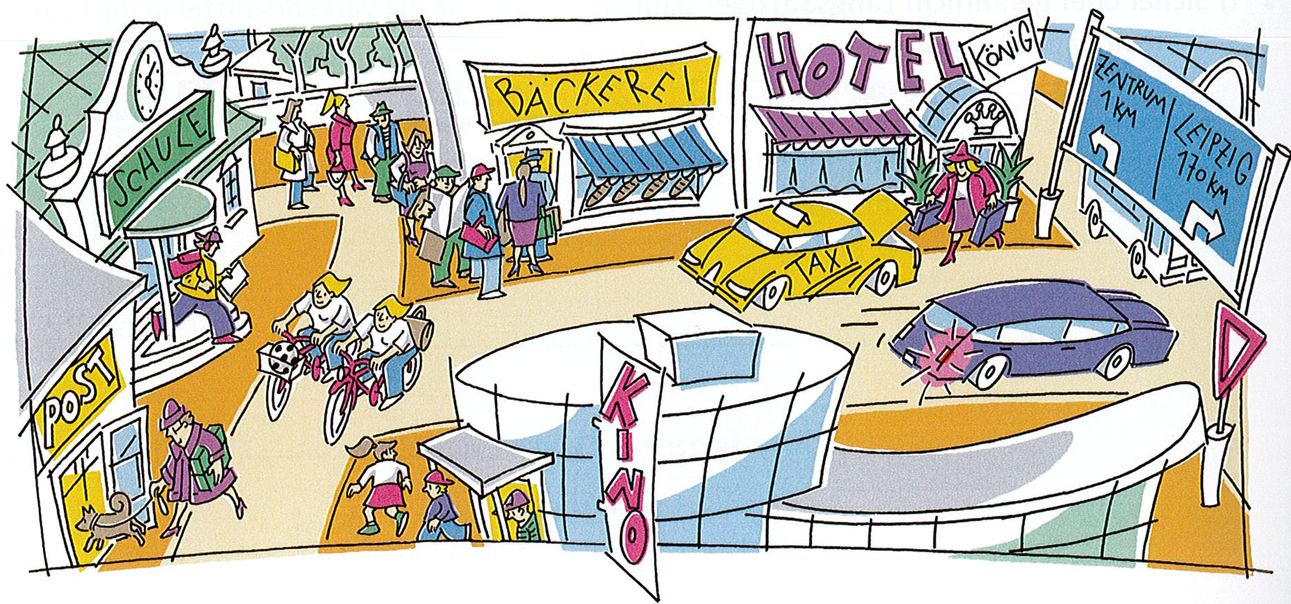 SCHULE
BÄCKEREI
HOTEL
KÖNIG
ZENTRUM
1 KM
LEIPZIG
170 KM
TAXI
POST
KINO